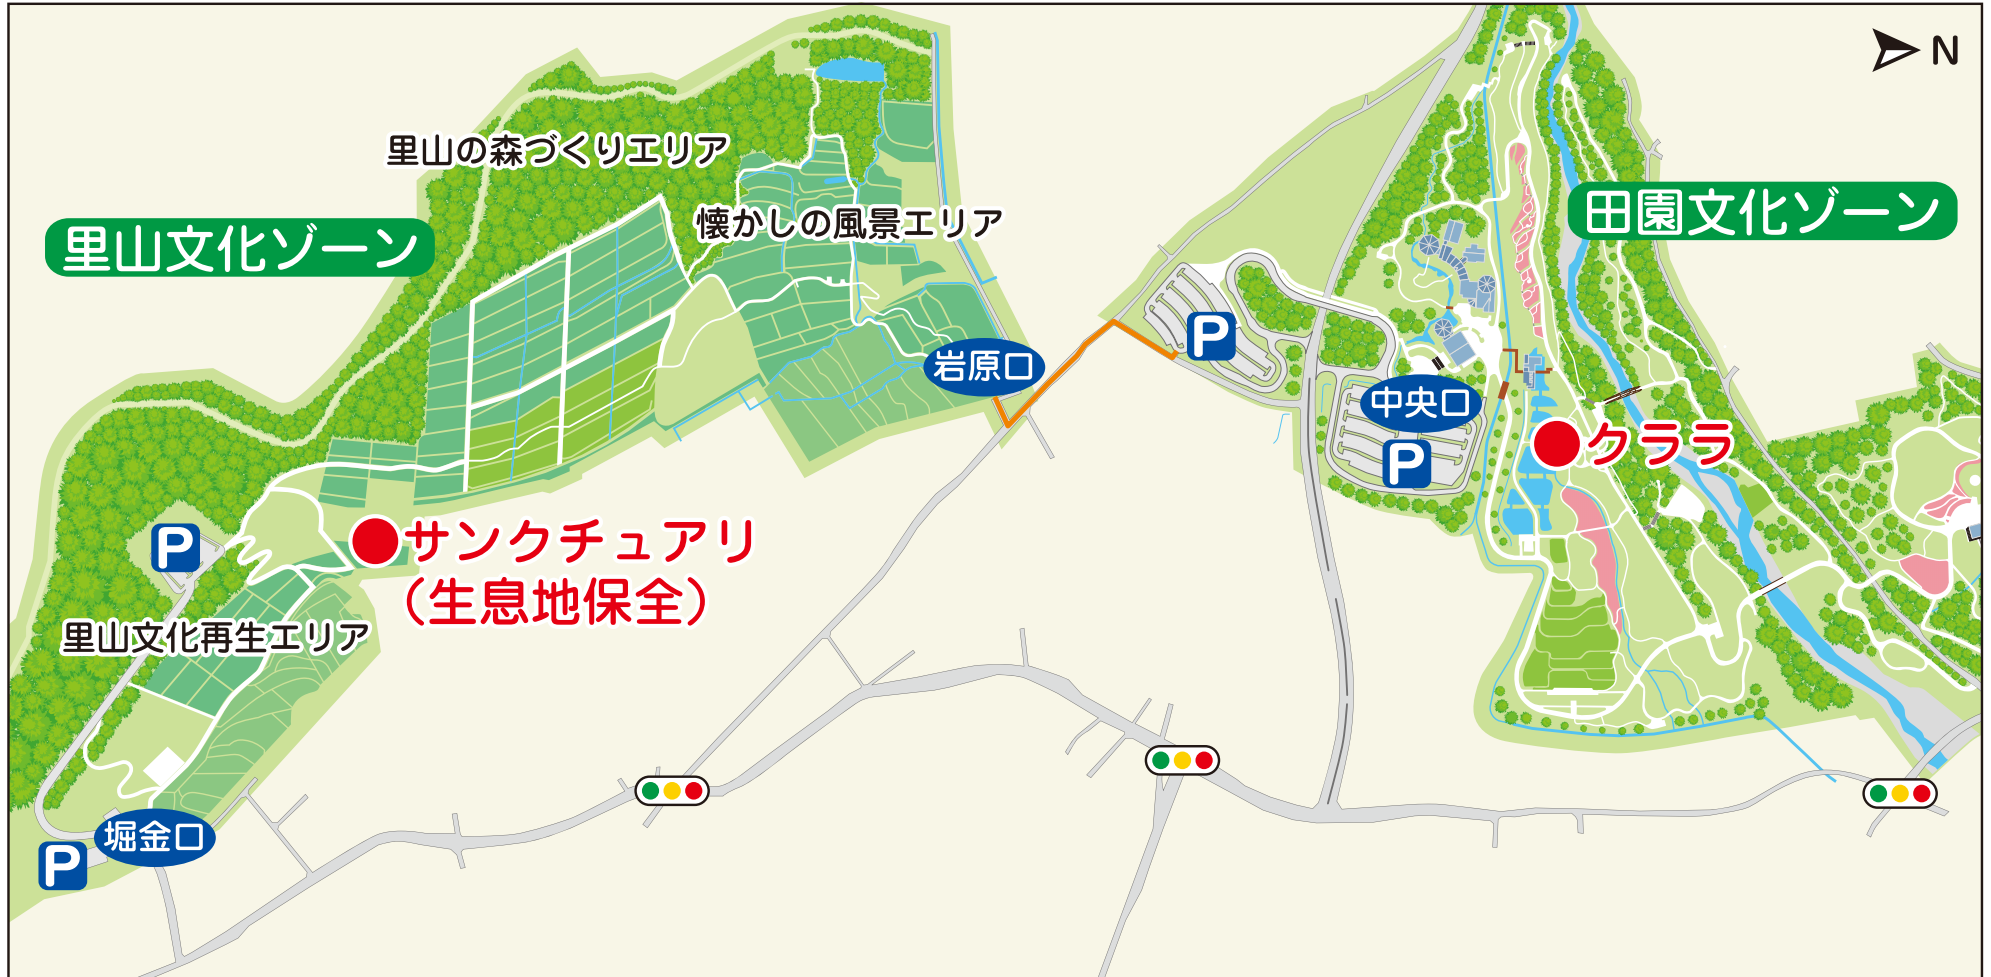 N
里山の森づくりエリア
田園文化ゾーン
里山文化ゾーン
懐かしの風景エリア
P
岩原口
中央口
クララ
P
サンクチュアリ
（生息地保全）
P
里山文化再生エリア
堀金口
P